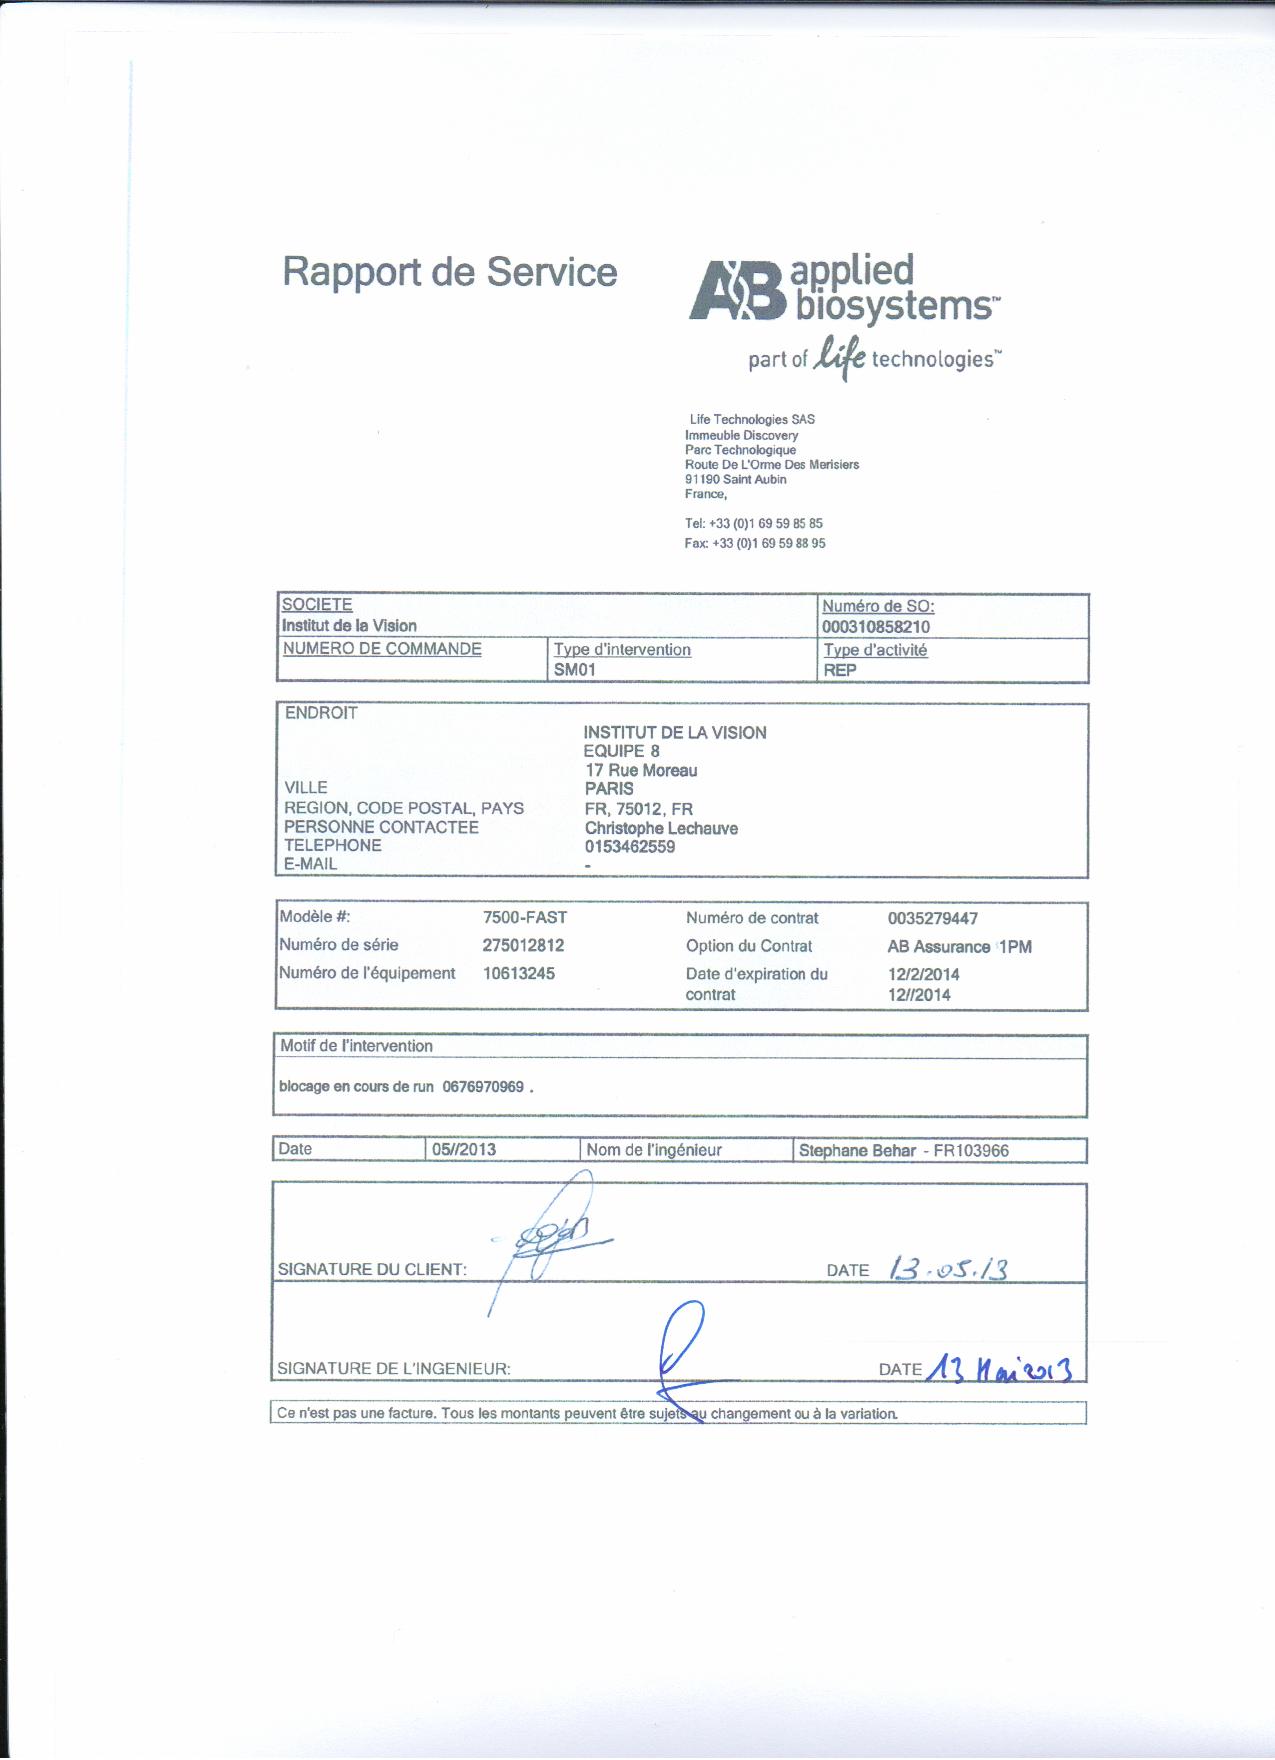 Rapport de Service
A&B applied
biosystems™
part of life technologies™
Life Technologies SAS
Immeuble Discovery
Parc Technologique
Route De L'Orme Des Merisiers
91190 Saint Aubin
France,
Tel: +33 (0)1 69 59 85 85
Fax: +33 (0)1 69 59 88 95
SOCIETE Numéro de SO:
Institut de la Vision 000310858210
NUMERO DE COMMANDE Type d'intervention Type d'activité
SM01 REP
ENDROIT
INSTITUT DE LA VISION
EQUIPE 8
17 Rue Moreau
VILLE PARIS
REGION, CODE POSTAL, PAYS FR, 75012, FR
PERSONNE CONTACTEE Christophe Lechauve
TELEPHONE 0153462559
E-MAIL -
Modèle #: 7500-FAST Numéro de contrat 0035279447
Numéro de série 275012812 Option du Contrat AB Assurance 1PM
Numéro de l'équipement 10613245 Date d'expiration du 12/2/2014
contrat 12//2014
Motif de l'intervention
blocage en cours de run 0676970969 .
Date 05//2013 Nom de l'ingénieur Stephane Behar - FR103966
SIGNATURE DU CLIENT: DATE 13.05.13
SIGNATURE DE L'INGENIEUR: DATE 13 Mai 2013
Ce n'est pas une facture. Tous les montants peuvent être sujets au changement ou à la variation.